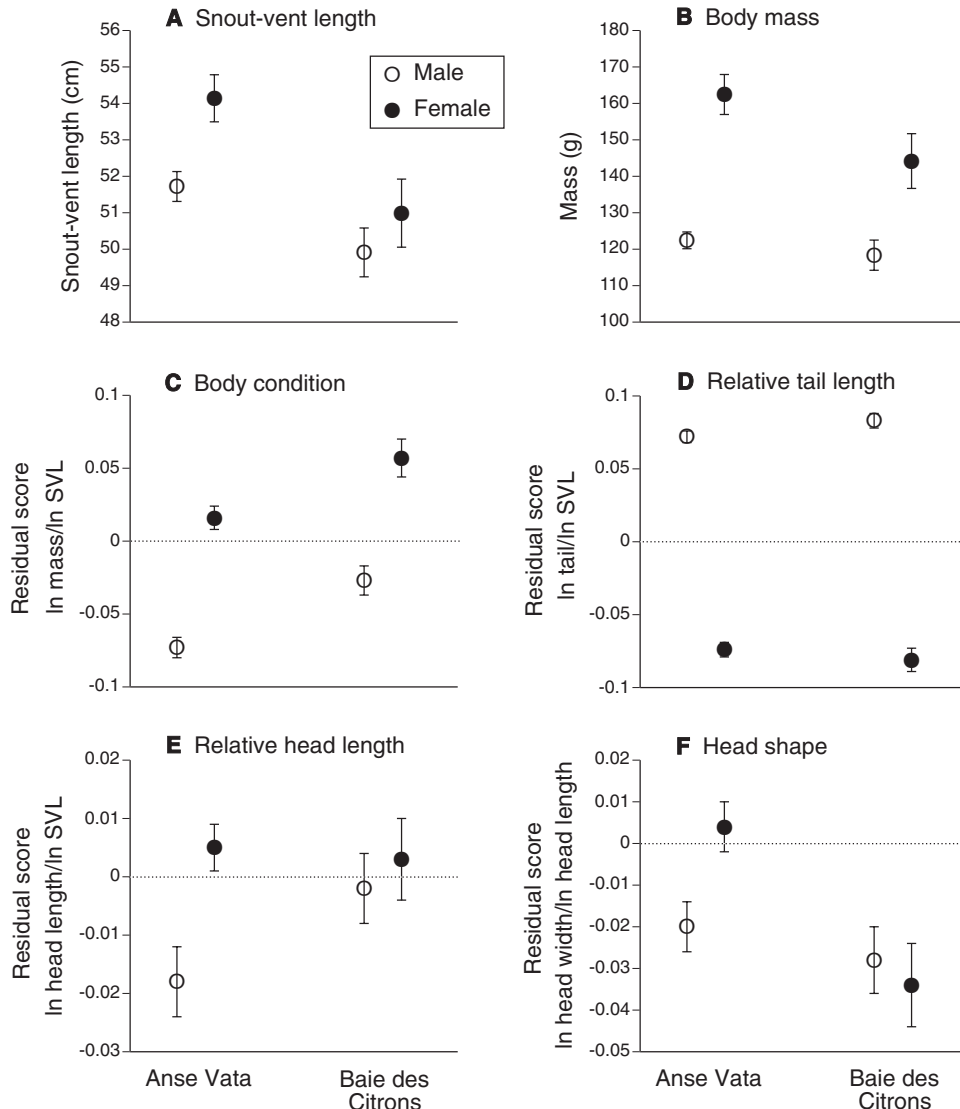 A Snout-vent length
56
55
54
53
52
51
50
49
48
Snout-vent length (cm)
Male
Female
B Body mass
180
170
160
150
140
130
120
110
100
Mass (g)
C Body condition
0.1
0.05
0
-0.05
-0.1
Residual score
ln mass/ln SVL
D Relative tail length
0.1
0.05
0
-0.05
-0.1
Residual score
ln tail/ln SVL
E Relative head length
0.02
0.01
0
-0.01
-0.02
-0.03
Residual score
ln head length/ln SVL
Anse Vata
Baie des
Citrons
F Head shape
0.02
0.01
0
-0.01
-0.02
-0.03
-0.04
-0.05
Residual score
ln head width/ln head length
Anse Vata
Baie des
Citrons